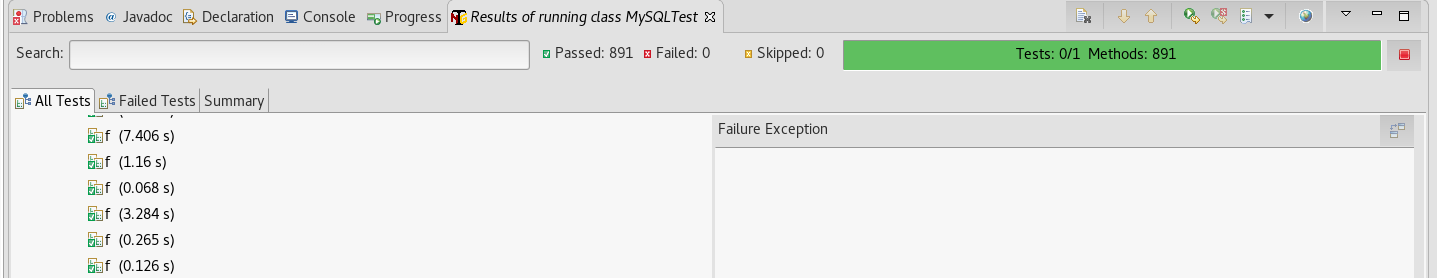 Problems @ Javadoc Declaration Console Progress Results of running class MySQLTest
Search: Passed: 891 Failed: 0 Skipped: 0 Tests: 0/1 Methods: 891
All Tests Failed Tests Summary
f (7.406 s)
Failure Exception
f (1.16 s)
f (0.068 s)
f (3.284 s)
f (0.265 s)
f (0.126 s)